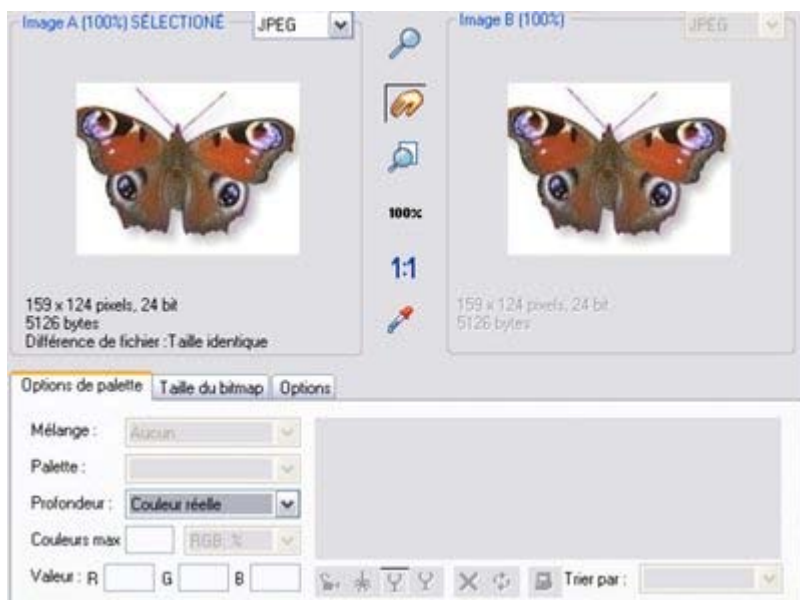 Image A (100%) SÉLECTIONÉ JPEG
Image B (100%) JPEG
100%
1:1
159 x 124 pixels, 24 bit
5126 bytes
Différence de fichier :Taille identique
159 x 124 pixels, 24 bit
5126 bytes
Options de palette Taille du bitmap Options
Mélange : Aucun
Palette :
Profondeur : Couleur réelle
Couleurs max RGB: %
Valeur : R G B
Trier par :